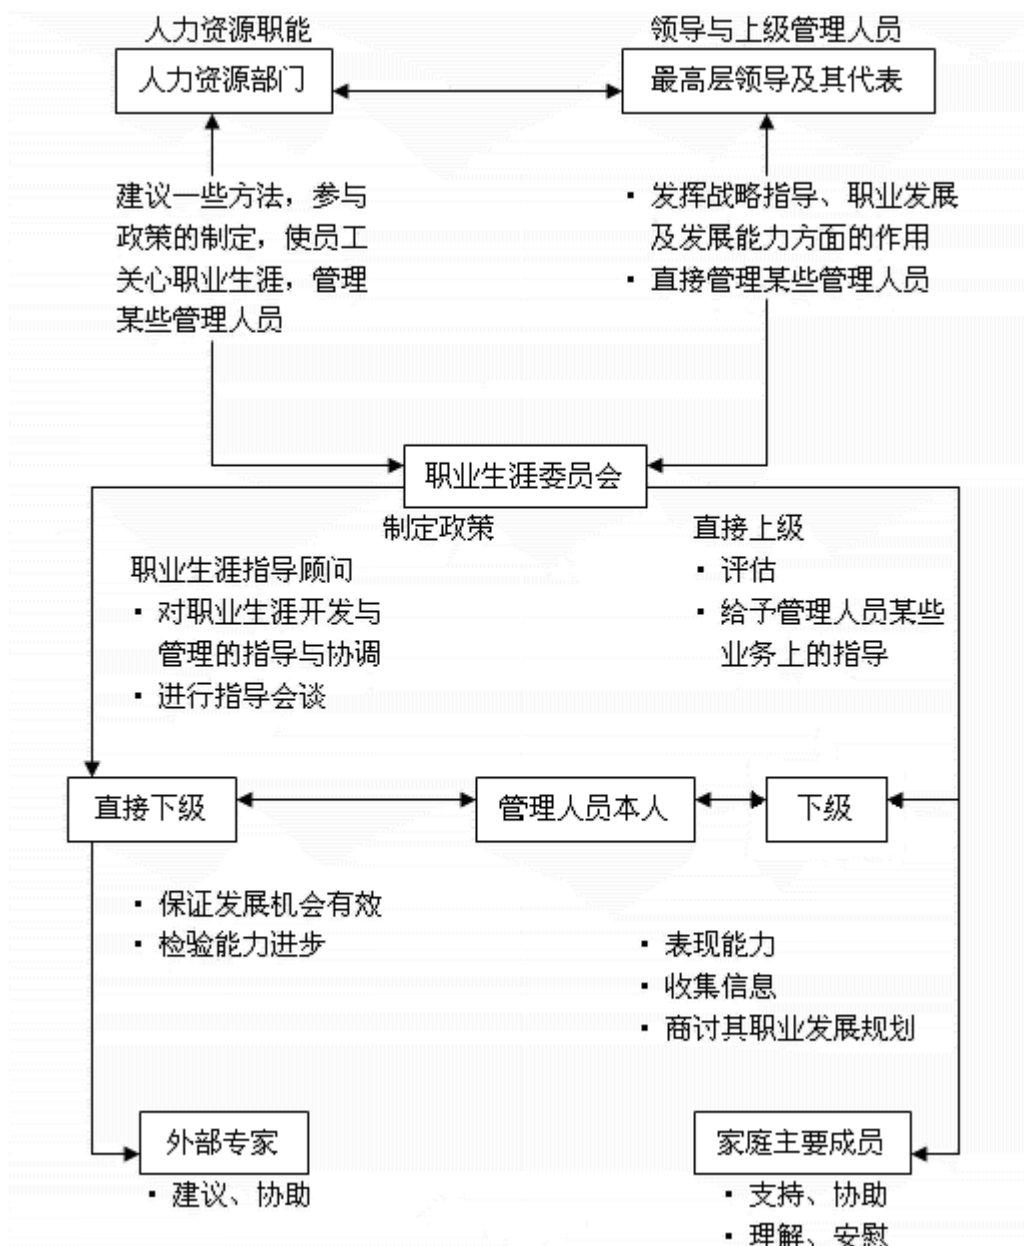 人力资源职能
领导与上级管理人员
人力资源部门
最高层领导及其代表
建议一些方法，参与
政策的制定，使员工
关心职业生涯，管理
某些管理人员
▪ 发挥战略指导、职业发展
及发展能力方面的作用
▪ 直接管理某些管理人员
职业生涯委员会
制定政策
职业生涯指导顾问
▪ 对职业生涯开发与
管理的指导与协调
▪ 进行指导会谈
直接上级
▪ 评估
▪ 给予管理人员某些
业务上的指导
直接下级
管理人员本人
下级
▪ 保证发展机会有效
▪ 检验能力进步
▪ 表现能力
▪ 收集信息
▪ 商讨其职业发展规划
外部专家
▪ 建议、协助
家庭主要成员
▪ 支持、协助
▪ 理解、安慰